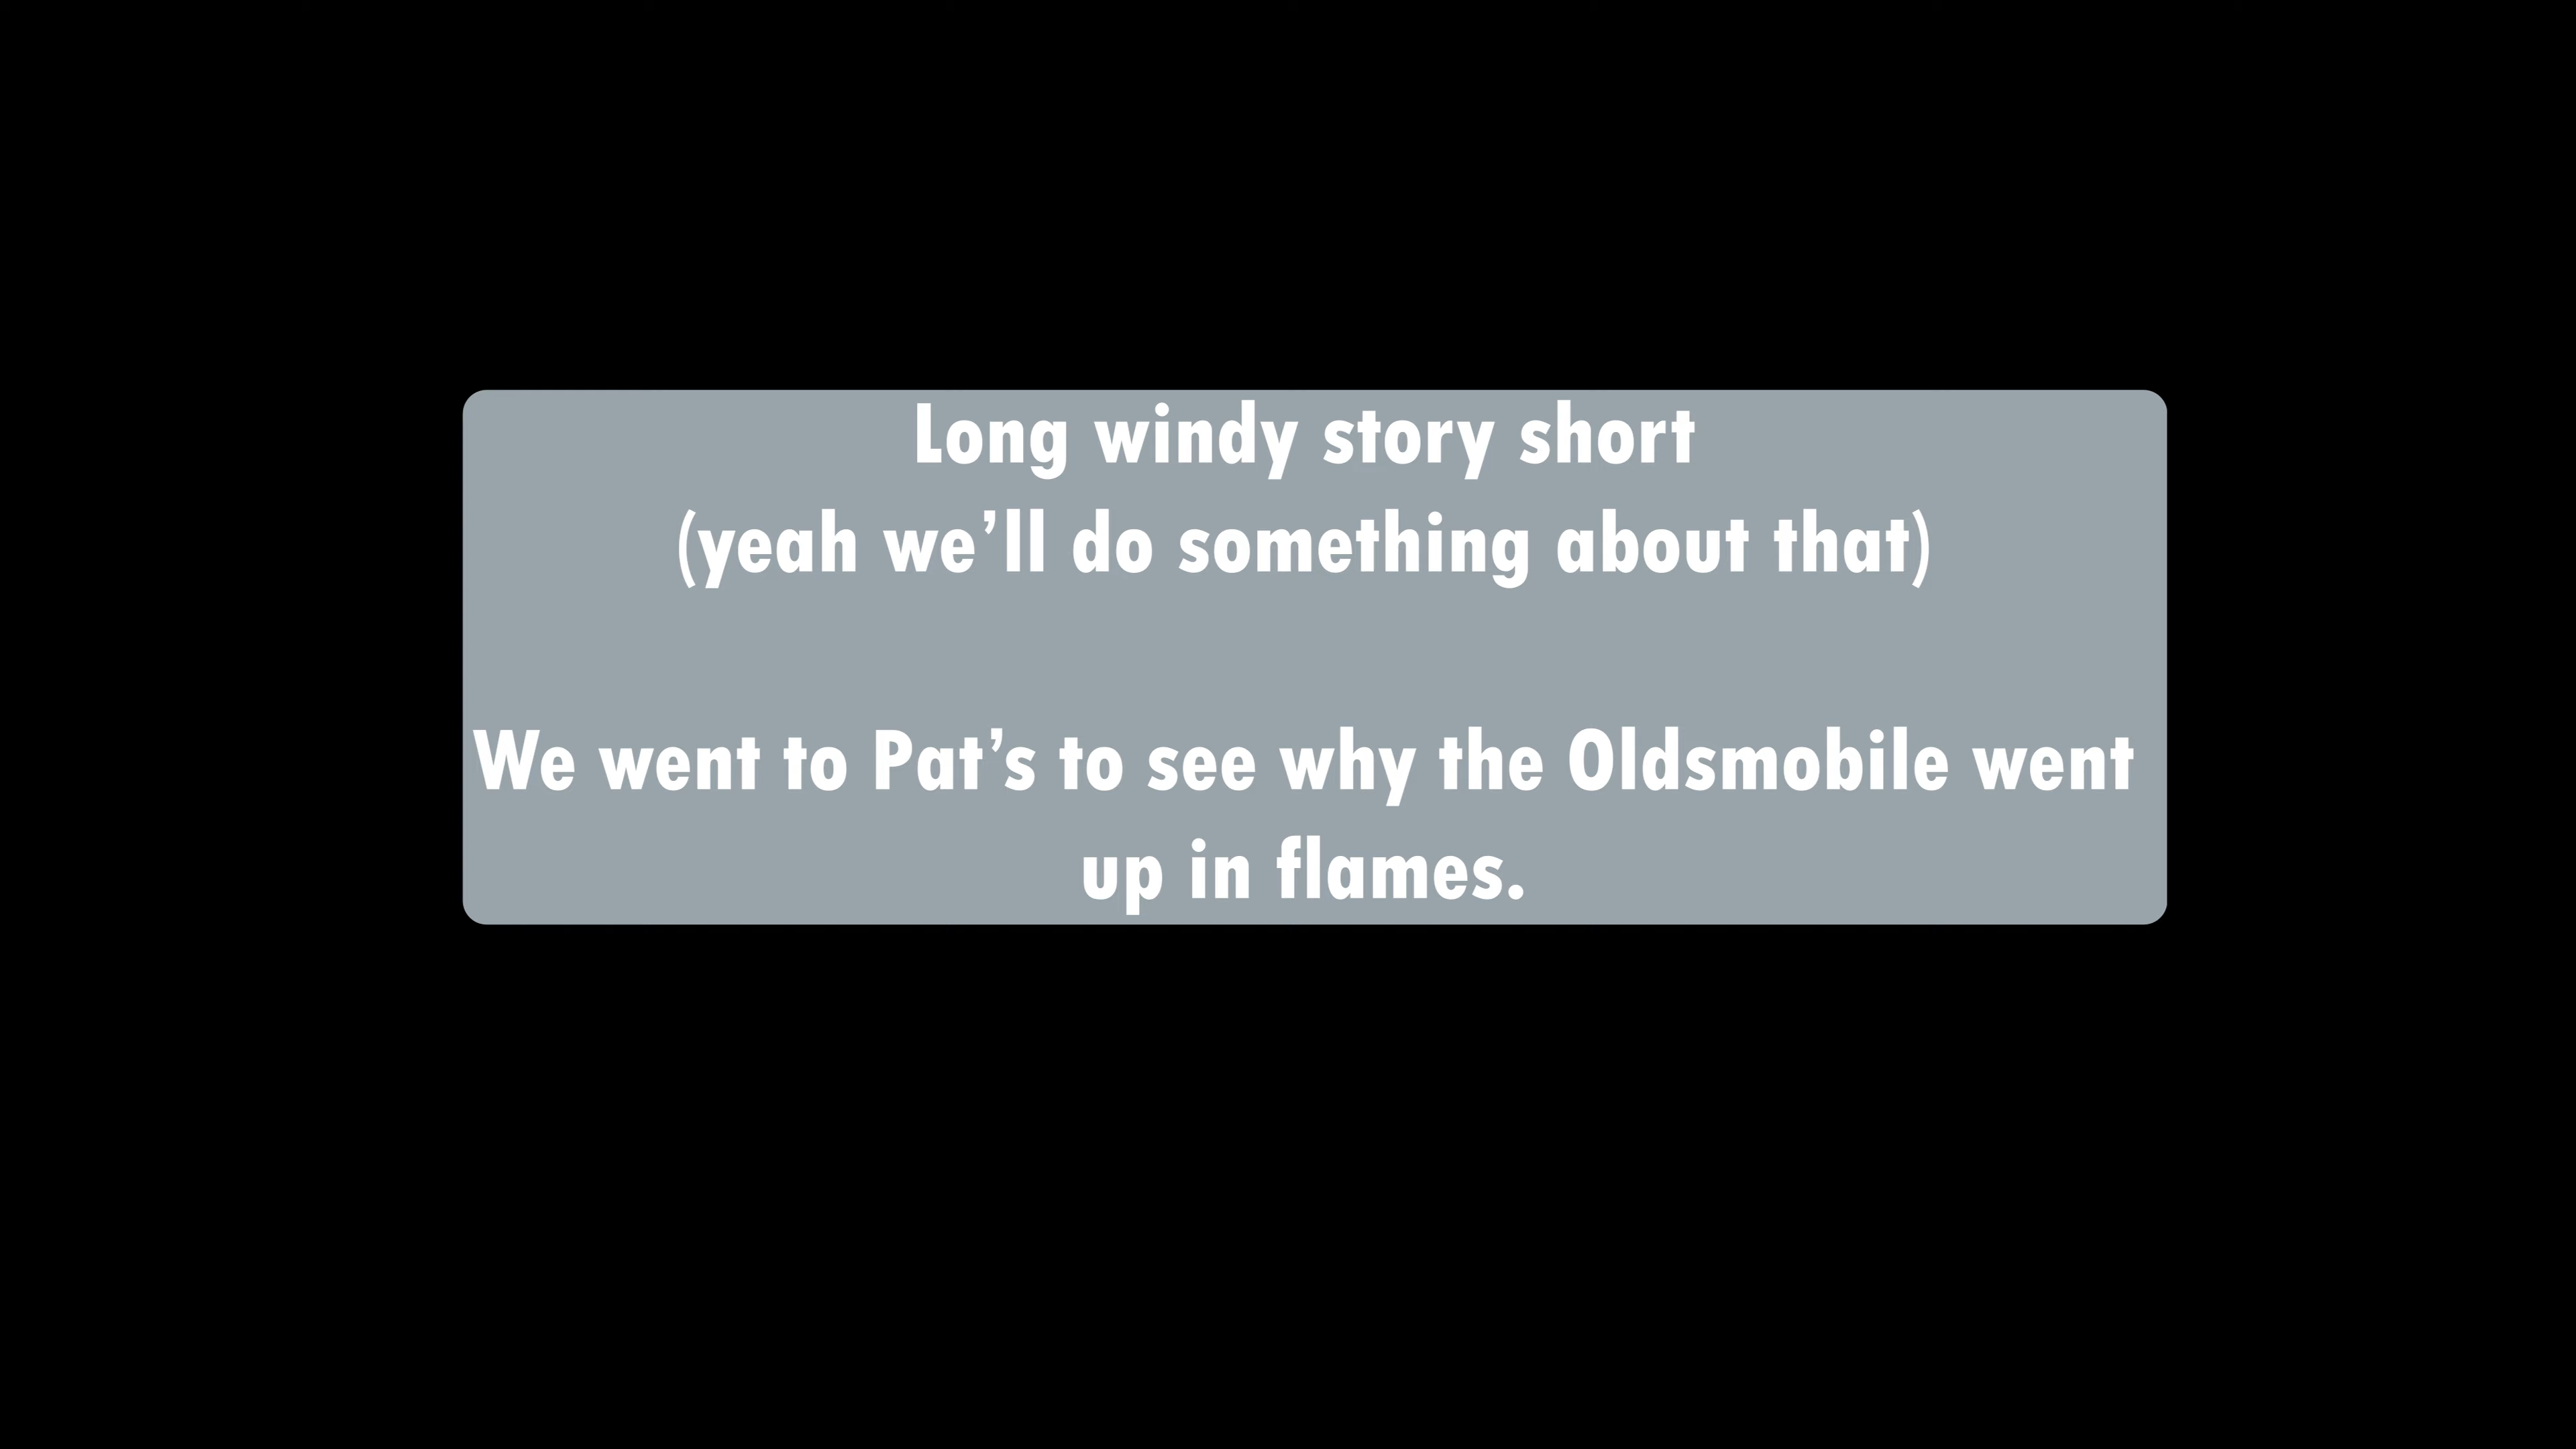 Long windy story short
(yeah we’ll do something about that)
We went to Pat’s to see why the Oldsmobile went
up in flames.